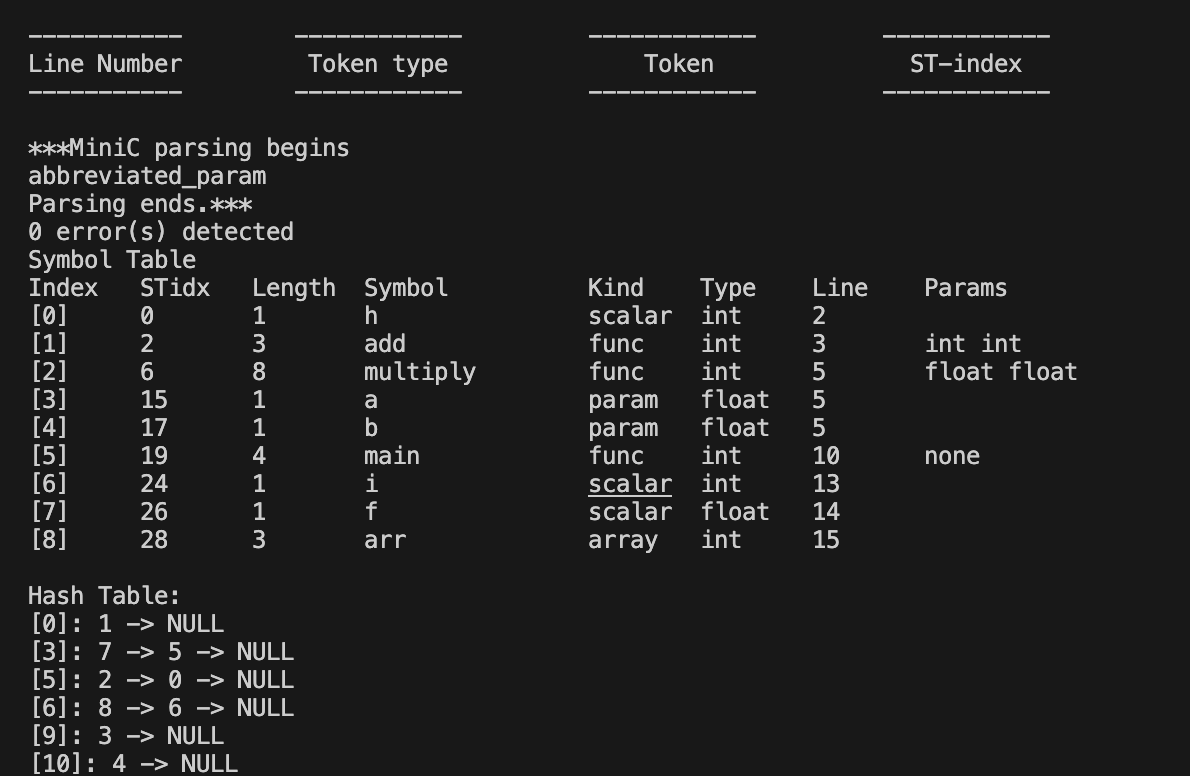 -----------        ------------         ------------         ------------
Line Number         Token type              Token              ST-index
-----------        ------------         ------------         ------------
***MiniC parsing begins
abbreviated_param
Parsing ends.***
0 error(s) detected
Symbol Table
Index   STidx   Length  Symbol          Kind    Type    Line    Params
[0]     0       1       h               scalar  int     2
[1]     2       3       add             func    int     3       int int
[2]     6       8       multiply        func    int     5       float float
[3]     15      1       a               param   float   5
[4]     17      1       b               param   float   5
[5]     19      4       main            func    int     10      none
[6]     24      1       i               scalar  int     13
[7]     26      1       f               scalar  float   14
[8]     28      3       arr             array   int     15
Hash Table:
[0]: 1 -> NULL
[3]: 7 -> 5 -> NULL
[5]: 2 -> 0 -> NULL
[6]: 8 -> 6 -> NULL
[9]: 3 -> NULL
[10]: 4 -> NULL